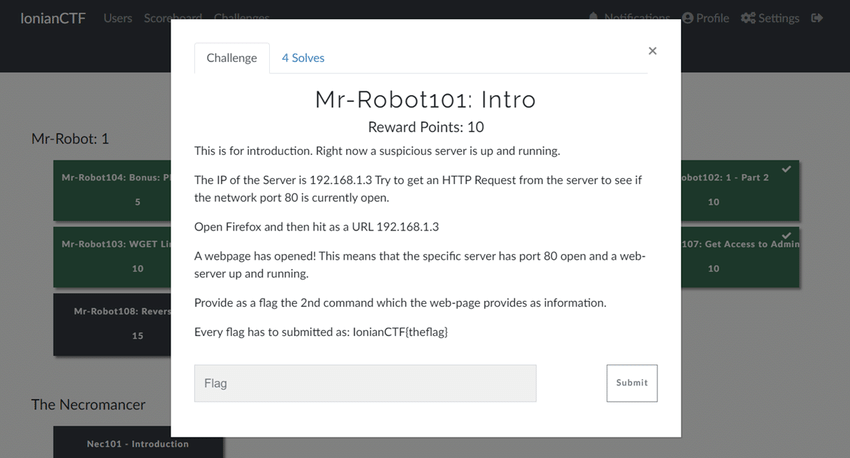 IonianCTF Users Scoreboard Challenges Notifications Profile Settings
Challenge 4 Solves ×
Mr-Robot101: Intro
Reward Points: 10
This is for introduction. Right now a suspicious server is up and running.
The IP of the Server is 192.168.1.3 Try to get an HTTP Request from the server to see if
the network port 80 is currently open.
Open Firefox and then hit as a URL 192.168.1.3
A webpage has opened! This means that the specific server has port 80 open and a web-
server up and running.
Provide as a flag the 2nd command which the web-page provides as information.
Every flag has to submitted as: IonianCTF{theflag}
Flag
Submit
Mr-Robot: 1
Mr-Robot104: Bonus:
5
obot102: 1 - Part 2
10
Mr-Robot103: WGET
10
107: Get Access to Admin
10
Mr-Robot108:
15
The Necromancer
Nec101 - Introduction